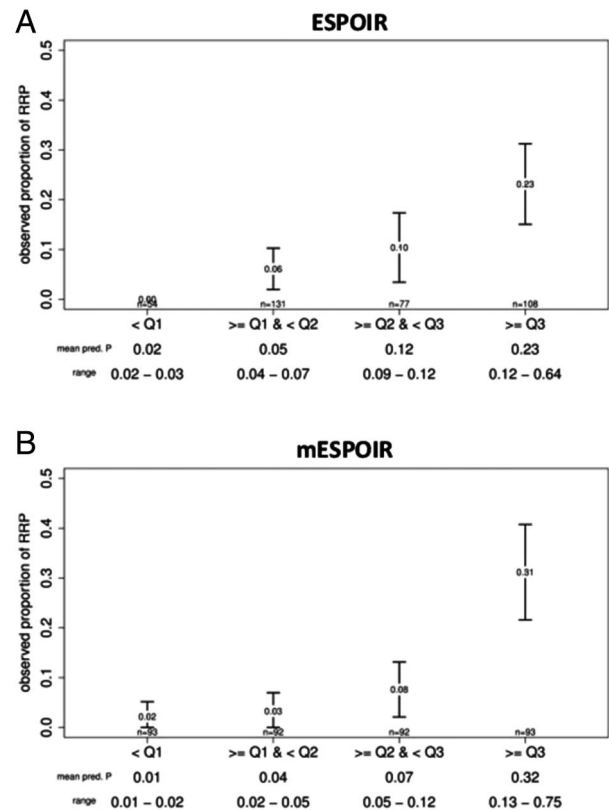 A
ESPOIR
observed proportion of RRP
0.5
0.4
0.3
0.2
0.1
0.0
0.00
0.06
0.10
0.23
n=54
n=131
n=77
n=108
< Q1
>= Q1 & < Q2
>= Q2 & < Q3
>= Q3
mean pred. P 0.02 0.05 0.12 0.23
range 0.02 – 0.03 0.04 – 0.07 0.09 – 0.12 0.12 – 0.64
B
mESPOIR
observed proportion of RRP
0.5
0.4
0.3
0.2
0.1
0.0
0.02
0.03
0.08
0.31
n=93
n=92
n=92
n=93
< Q1
>= Q1 & < Q2
>= Q2 & < Q3
>= Q3
mean pred. P 0.01 0.04 0.07 0.32
range 0.01 – 0.02 0.02 – 0.05 0.05 – 0.12 0.13 – 0.75